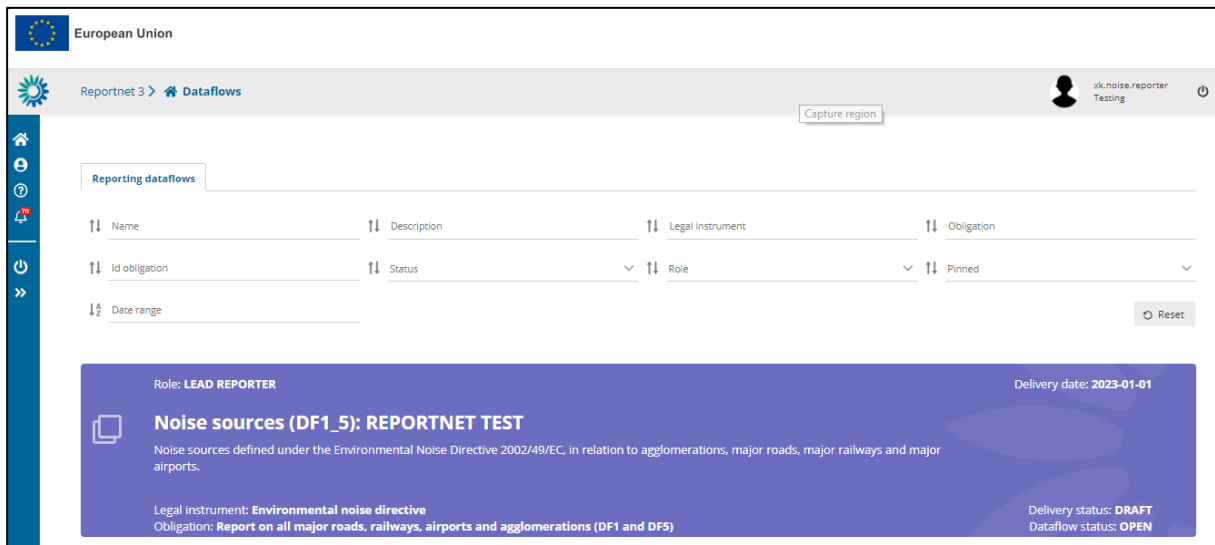 European Union
Reportnet 3 Dataflows
xk.noise.reporter
Testing
Capture region
70
Reporting dataflows
Name Description Legal instrument Obligation
Id obligation Status Role Pinned
A
Z Date range
Reset
Role: LEAD REPORTER Delivery date: 2023-01-01
Noise sources (DF1_5): REPORTNET TEST
Noise sources defined under the Environmental Noise Directive 2002/49/EC, in relation to agglomerations, major roads, major railways and major
airports.
Legal instrument: Environmental noise directive Delivery status: DRAFT
Obligation: Report on all major roads, railways, airports and agglomerations (DF1 and DF5) Dataflow status: OPEN